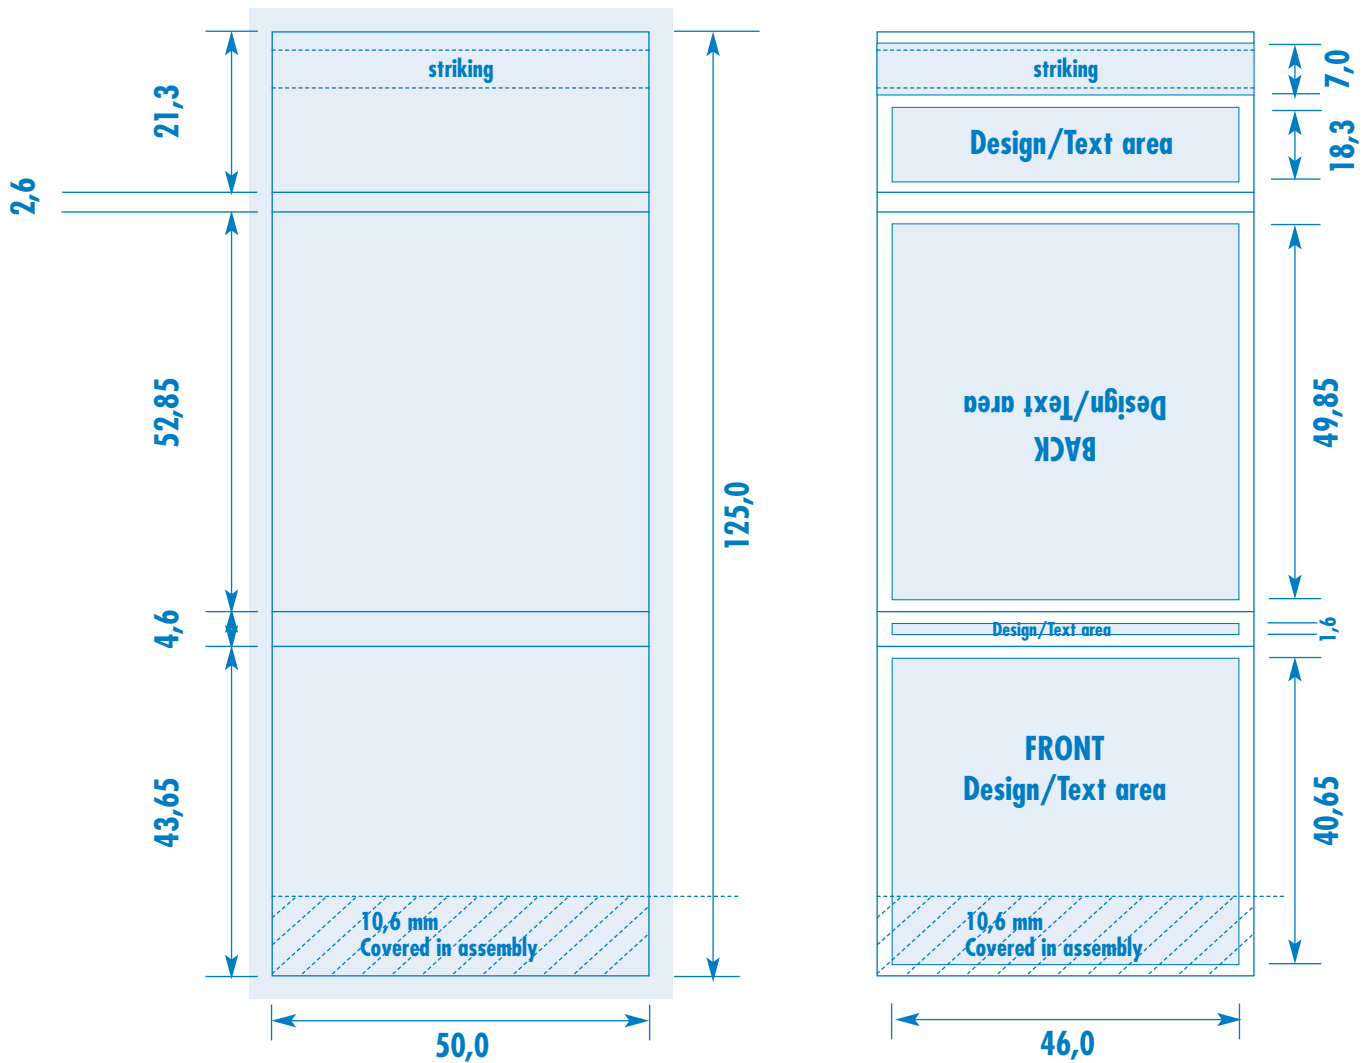 striking
21,3
2,6
52,85
4,6
43,65
125,0
10,6 mm
Covered in assembly
50,0
striking
7,0
Design/Text area
18,3
BACK
Design/Text area
49,85
Design/Text area
1,6
FRONT
Design/Text area
40,65
10,6 mm
Covered in assembly
46,0